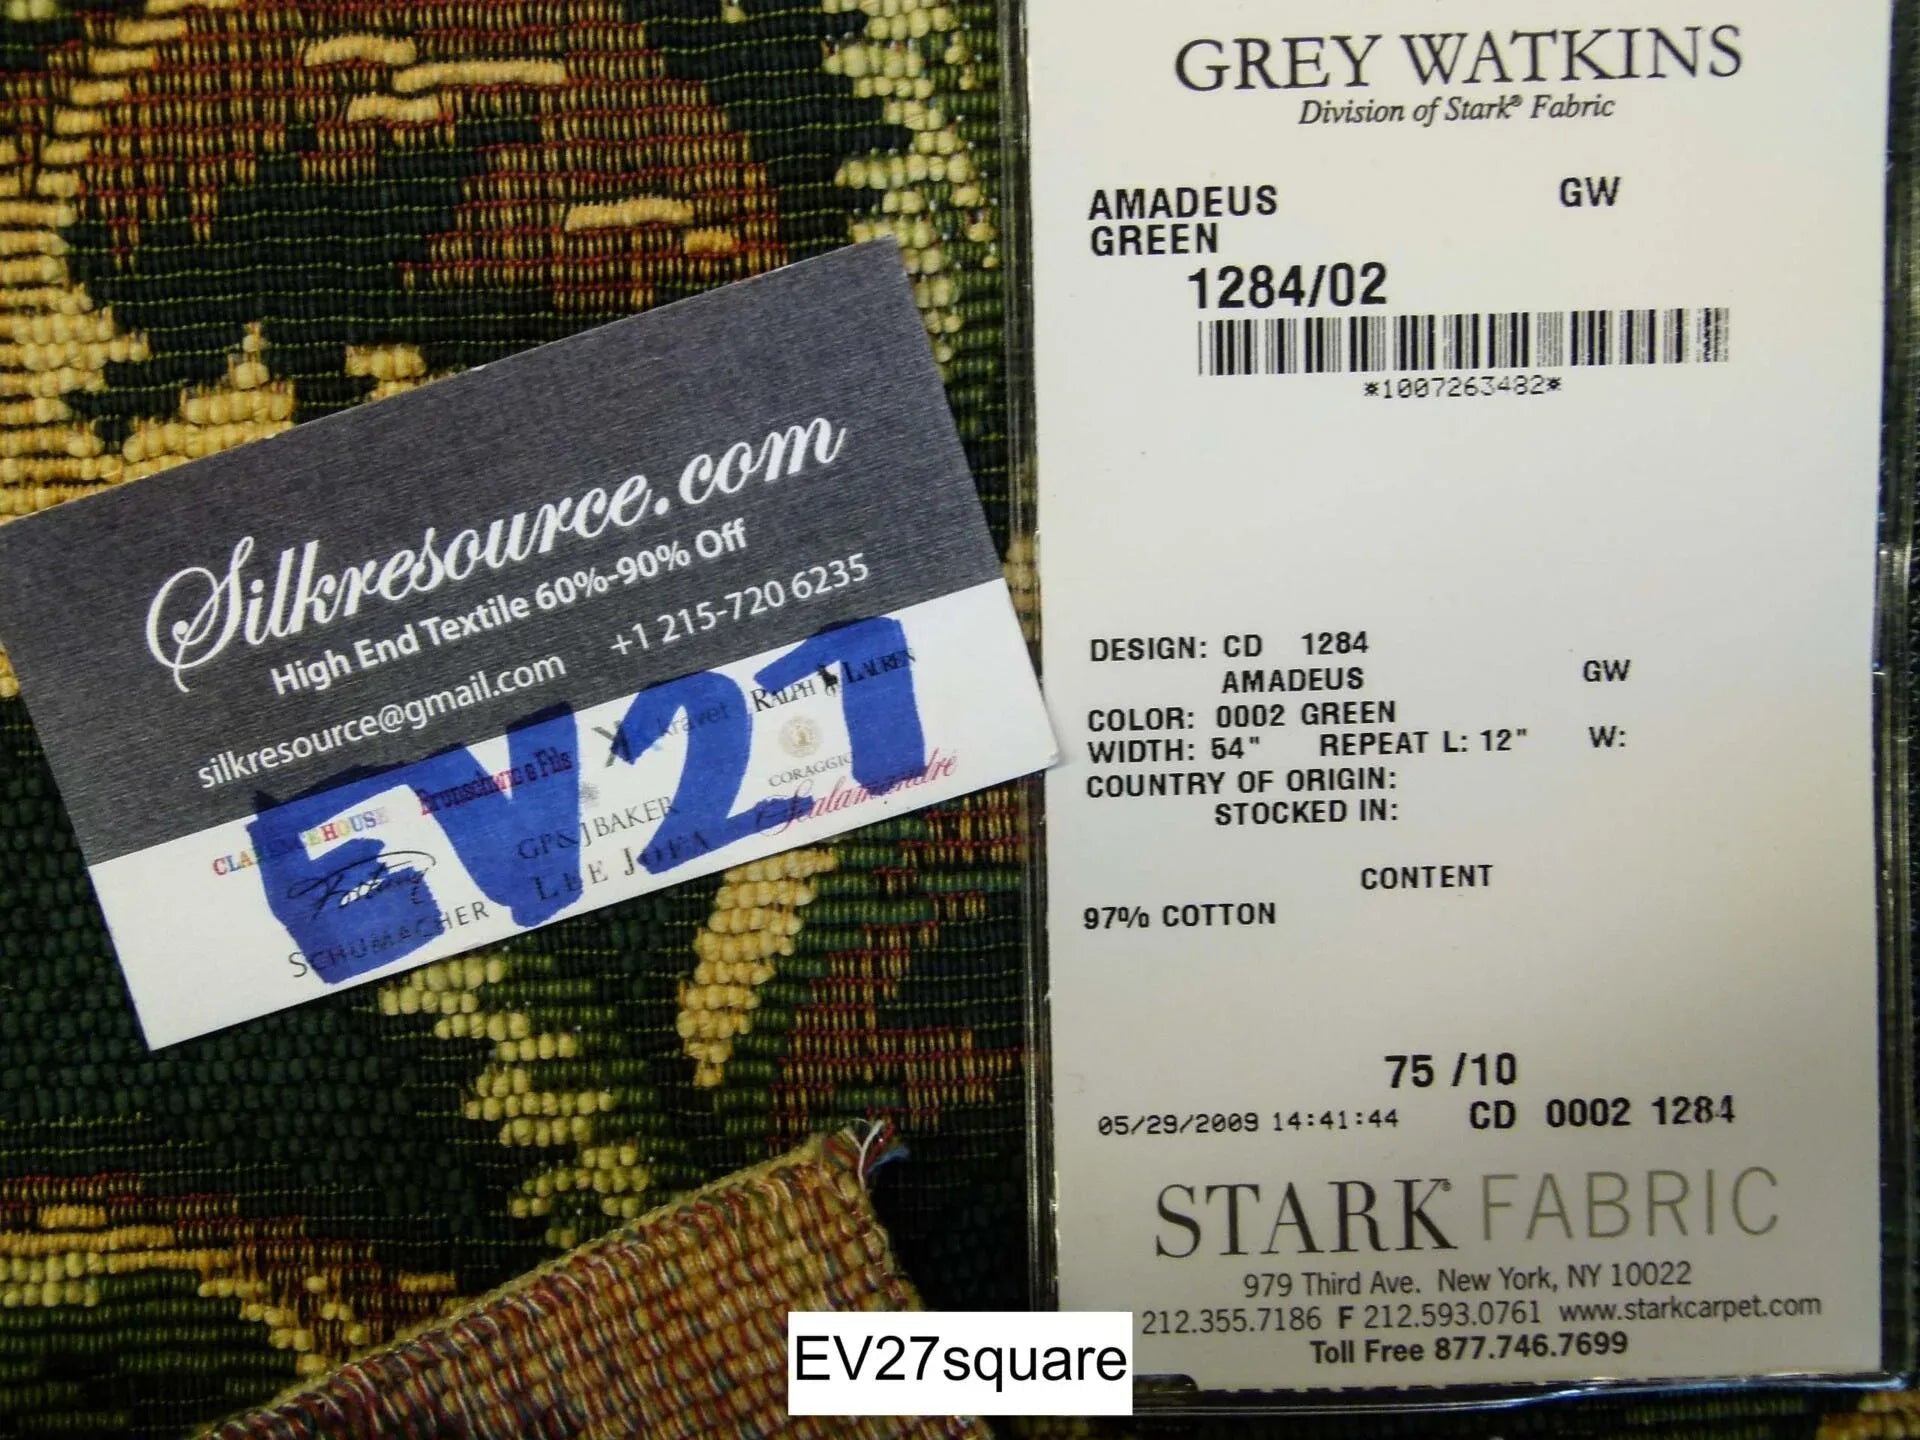 GREY WATKINS
Division of Stark® Fabric
AMADEUS GW
GREEN
1284/02
*1007263482*
DESIGN: CD 1284
AMADEUS GW
COLOR: 0002 GREEN
WIDTH: 54" REPEAT L: 12" W:
COUNTRY OF ORIGIN:
STOCKED IN:
CONTENT
97% COTTON
75 /10
05/29/2009 14:41:44 CD 0002 1284
STARK® FABRIC
979 Third Ave. New York, NY 10022
212.355.7186 F 212.593.0761 www.starkcarpet.com
Toll Free 877.746.7699
Silkresource.com
High End Textile 60%-90% Off
silkresource@gmail.com +1 215-720 6235
EV27
CLARENCE HOUSE
Brunschwig & Fils
kravet
RALPH LAUREN
GP & J BAKER
CORAGGIO
SCHUMACHER
LEE JOFA
Scalamandré
EV27square